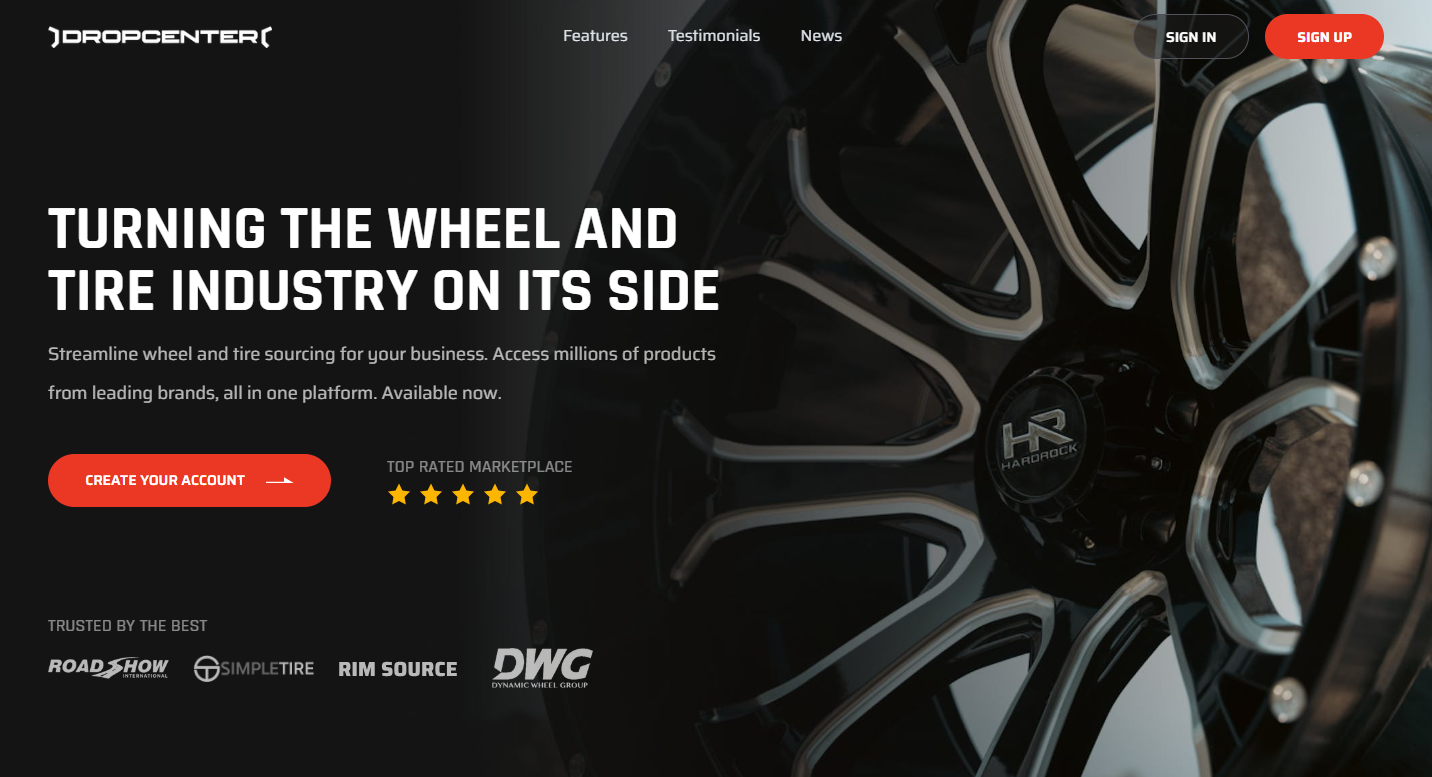 DROPCENTER
Features
Testimonials
News
SIGN IN
SIGN UP
TURNING THE WHEEL AND
TIRE INDUSTRY ON ITS SIDE
Streamline wheel and tire sourcing for your business. Access millions of products
from leading brands, all in one platform. Available now.
CREATE YOUR ACCOUNT
TOP RATED MARKETPLACE
HR
HARDROCK
TRUSTED BY THE BEST
ROAD SHOW
INTERNATIONAL
SIMPLETIRE
RIM SOURCE
DWG
DYNAMIC WHEEL GROUP